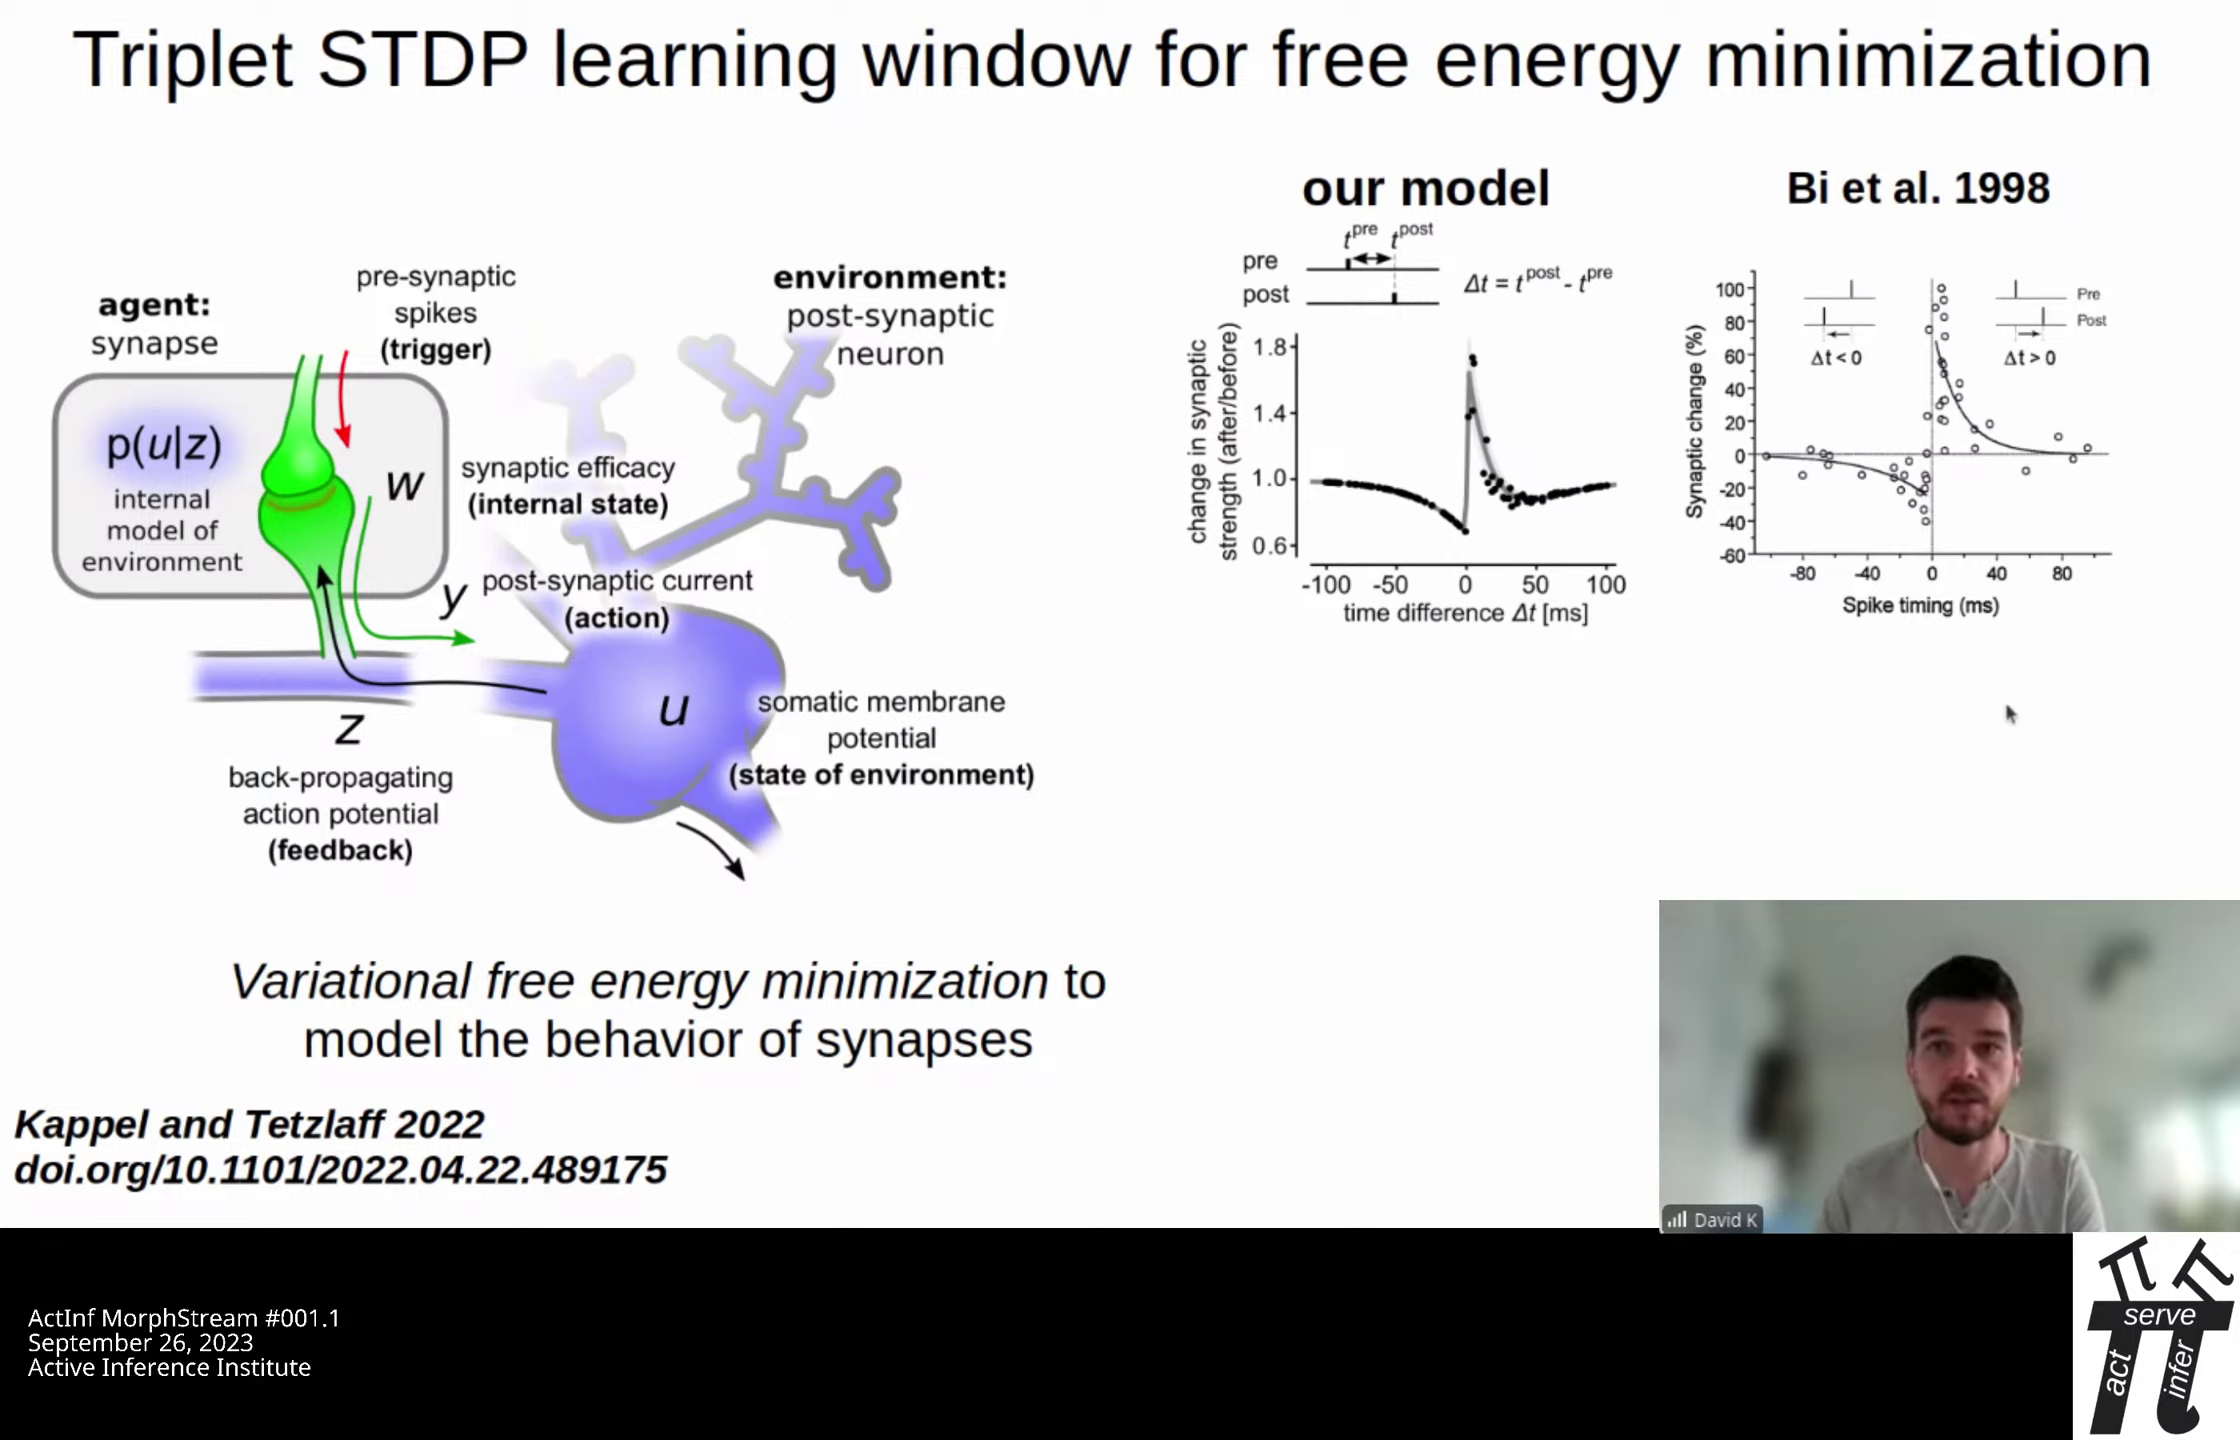 Triplet STDP learning window for free energy minimization
agent:
synapse
pre-synaptic
spikes
(trigger)
environment:
post-synaptic
neuron
p(u|z)
internal
model of
environment
w
synaptic efficacy
(internal state)
y
post-synaptic current
(action)
z
back-propagating
action potential
(feedback)
u
somatic membrane
potential
(state of environment)
our model
t^pre t^post
pre
post
Δt = t^post - t^pre
change in synaptic
strength (after/before)
1.8
1.4
1.0
0.6
-100 -50 0 50 100
time difference Δt [ms]
Bi et al. 1998
Pre
Post
Δt < 0
Δt > 0
Synaptic change (%)
100
80
60
40
20
0
-20
-40
-60
-80 -40 0 40 80
Spike timing (ms)
Variational free energy minimization to
model the behavior of synapses
Kappel and Tetzlaff 2022
doi.org/10.1101/2022.04.22.489175
David K
ActInf MorphStream #001.1
September 26, 2023
Active Inference Institute
serve
act
infer